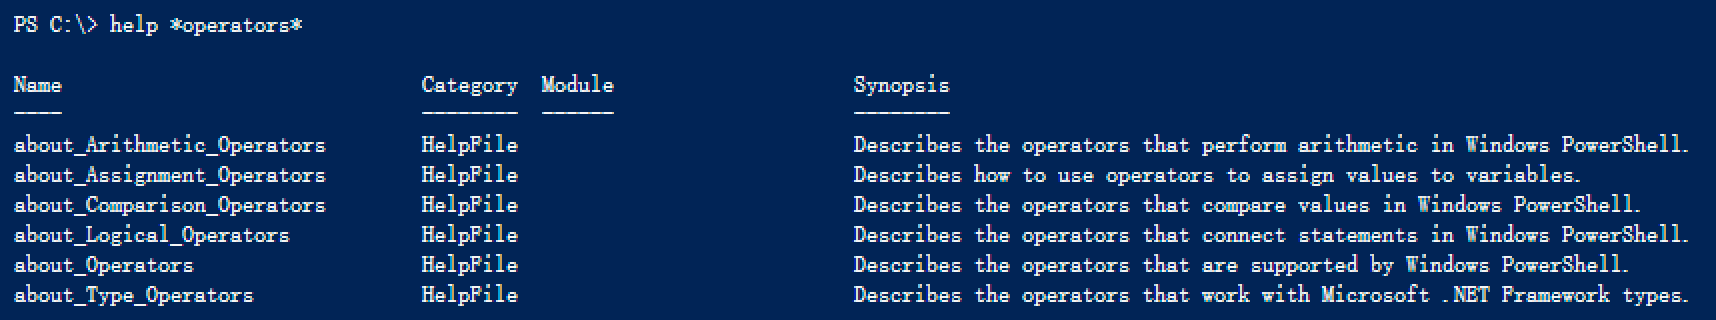 PS C:\> help *operators*
Name Category Module Synopsis
---- -------- ------ --------
about_Arithmetic_Operators HelpFile Describes the operators that perform arithmetic in Windows PowerShell.
about_Assignment_Operators HelpFile Describes how to use operators to assign values to variables.
about_Comparison_Operators HelpFile Describes the operators that compare values in Windows PowerShell.
about_Logical_Operators HelpFile Describes the operators that connect statements in Windows PowerShell.
about_Operators HelpFile Describes the operators that are supported by Windows PowerShell.
about_Type_Operators HelpFile Describes the operators that work with Microsoft .NET Framework types.